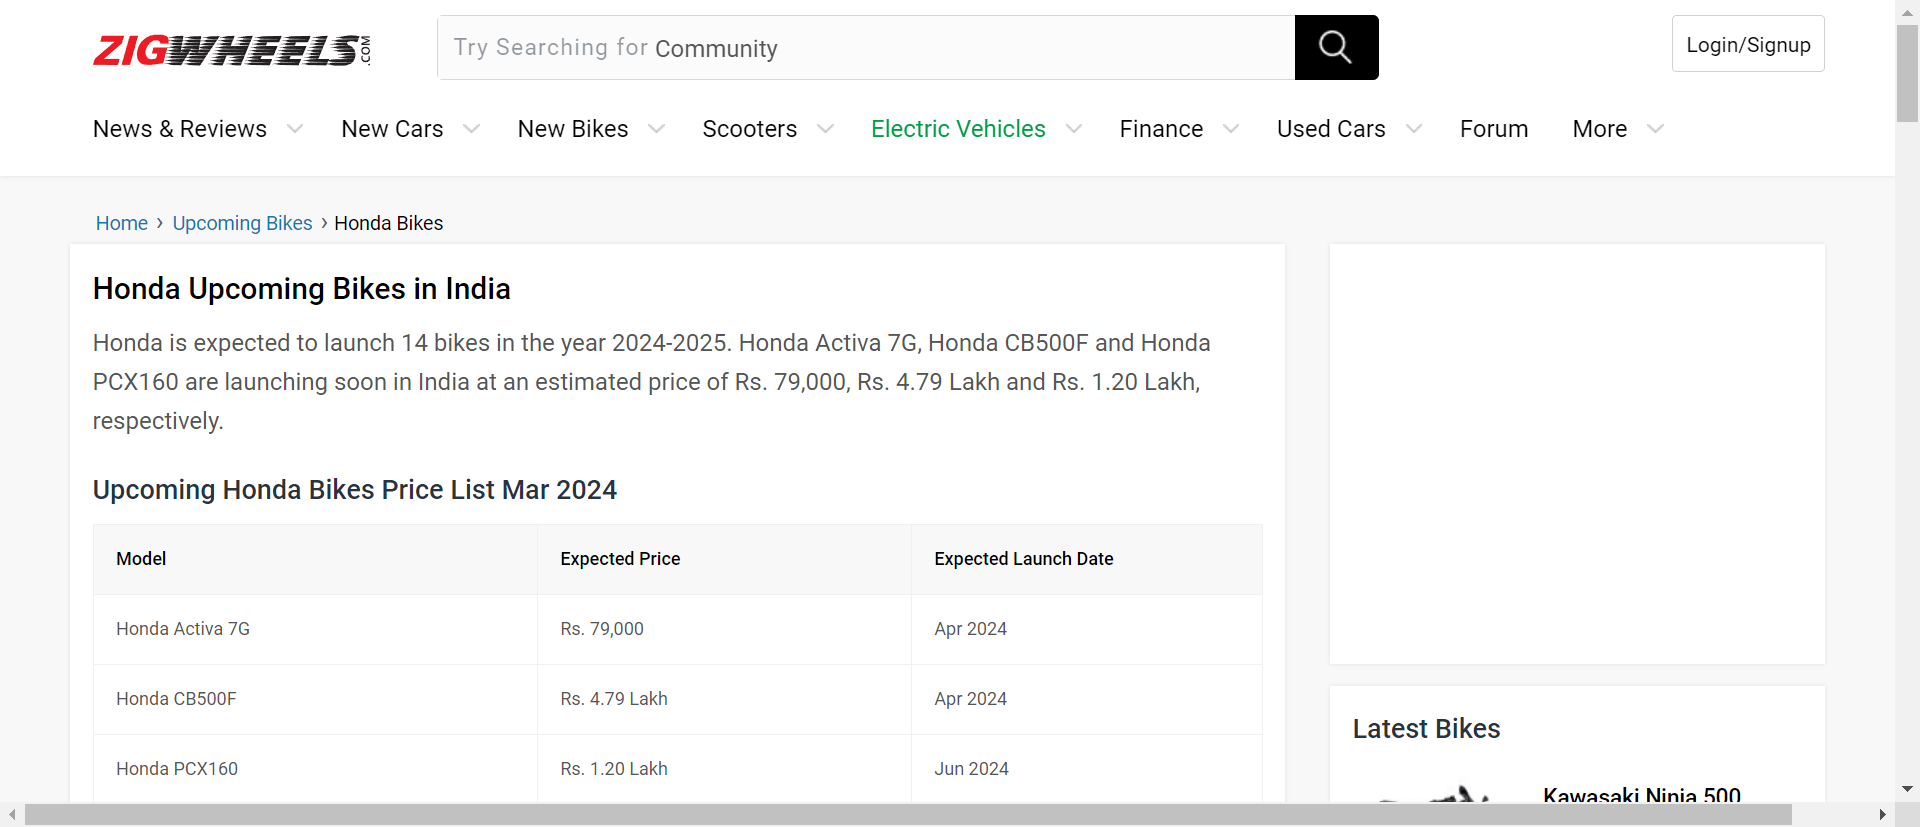 ZIGWHEELS.COM
Try Searching for Community
Login/Signup
News & Reviews New Cars New Bikes Scooters Electric Vehicles Finance Used Cars Forum More
Home › Upcoming Bikes › Honda Bikes
Honda Upcoming Bikes in India
Honda is expected to launch 14 bikes in the year 2024-2025. Honda Activa 7G, Honda CB500F and Honda
PCX160 are launching soon in India at an estimated price of Rs. 79,000, Rs. 4.79 Lakh and Rs. 1.20 Lakh,
respectively.
Upcoming Honda Bikes Price List Mar 2024
Model Expected Price Expected Launch Date
Honda Activa 7G Rs. 79,000 Apr 2024
Honda CB500F Rs. 4.79 Lakh Apr 2024
Honda PCX160 Rs. 1.20 Lakh Jun 2024
Latest Bikes
Kawasaki Ninja 500